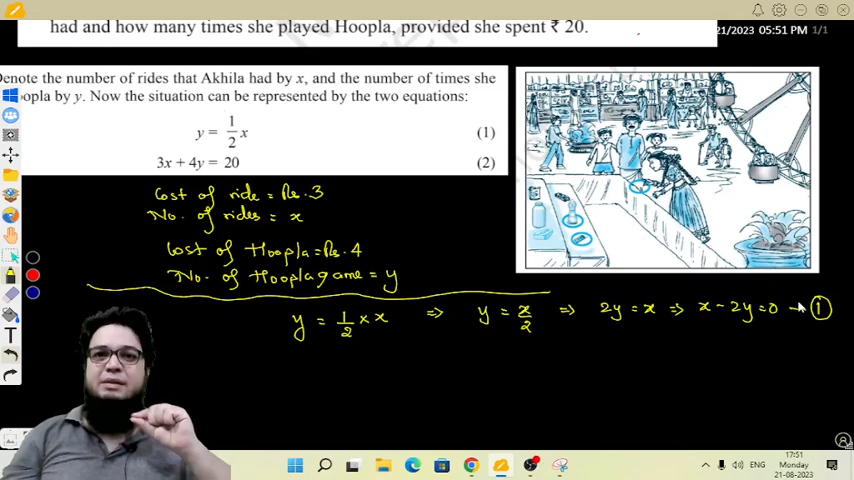 had and how many times she played Hoopla, provided she spent ₹ 20.
21/2023 05:51 PM 1/1
Denote the number of rides that Akhila had by x, and the number of times she
oopla by y. Now the situation can be represented by the two equations:
y = 1/2 x (1)
3x + 4y = 20 (2)
Cost of ride = Rs. 3
No. of rides = x
Cost of Hoopla = Rs. 4
No. of Hoopla game = y
y = 1/2 × x ⇒ y = x/2 ⇒ 2y = x ⇒ x - 2y = 0 → ①
T
ENG
17:51
Monday
21-08-2023